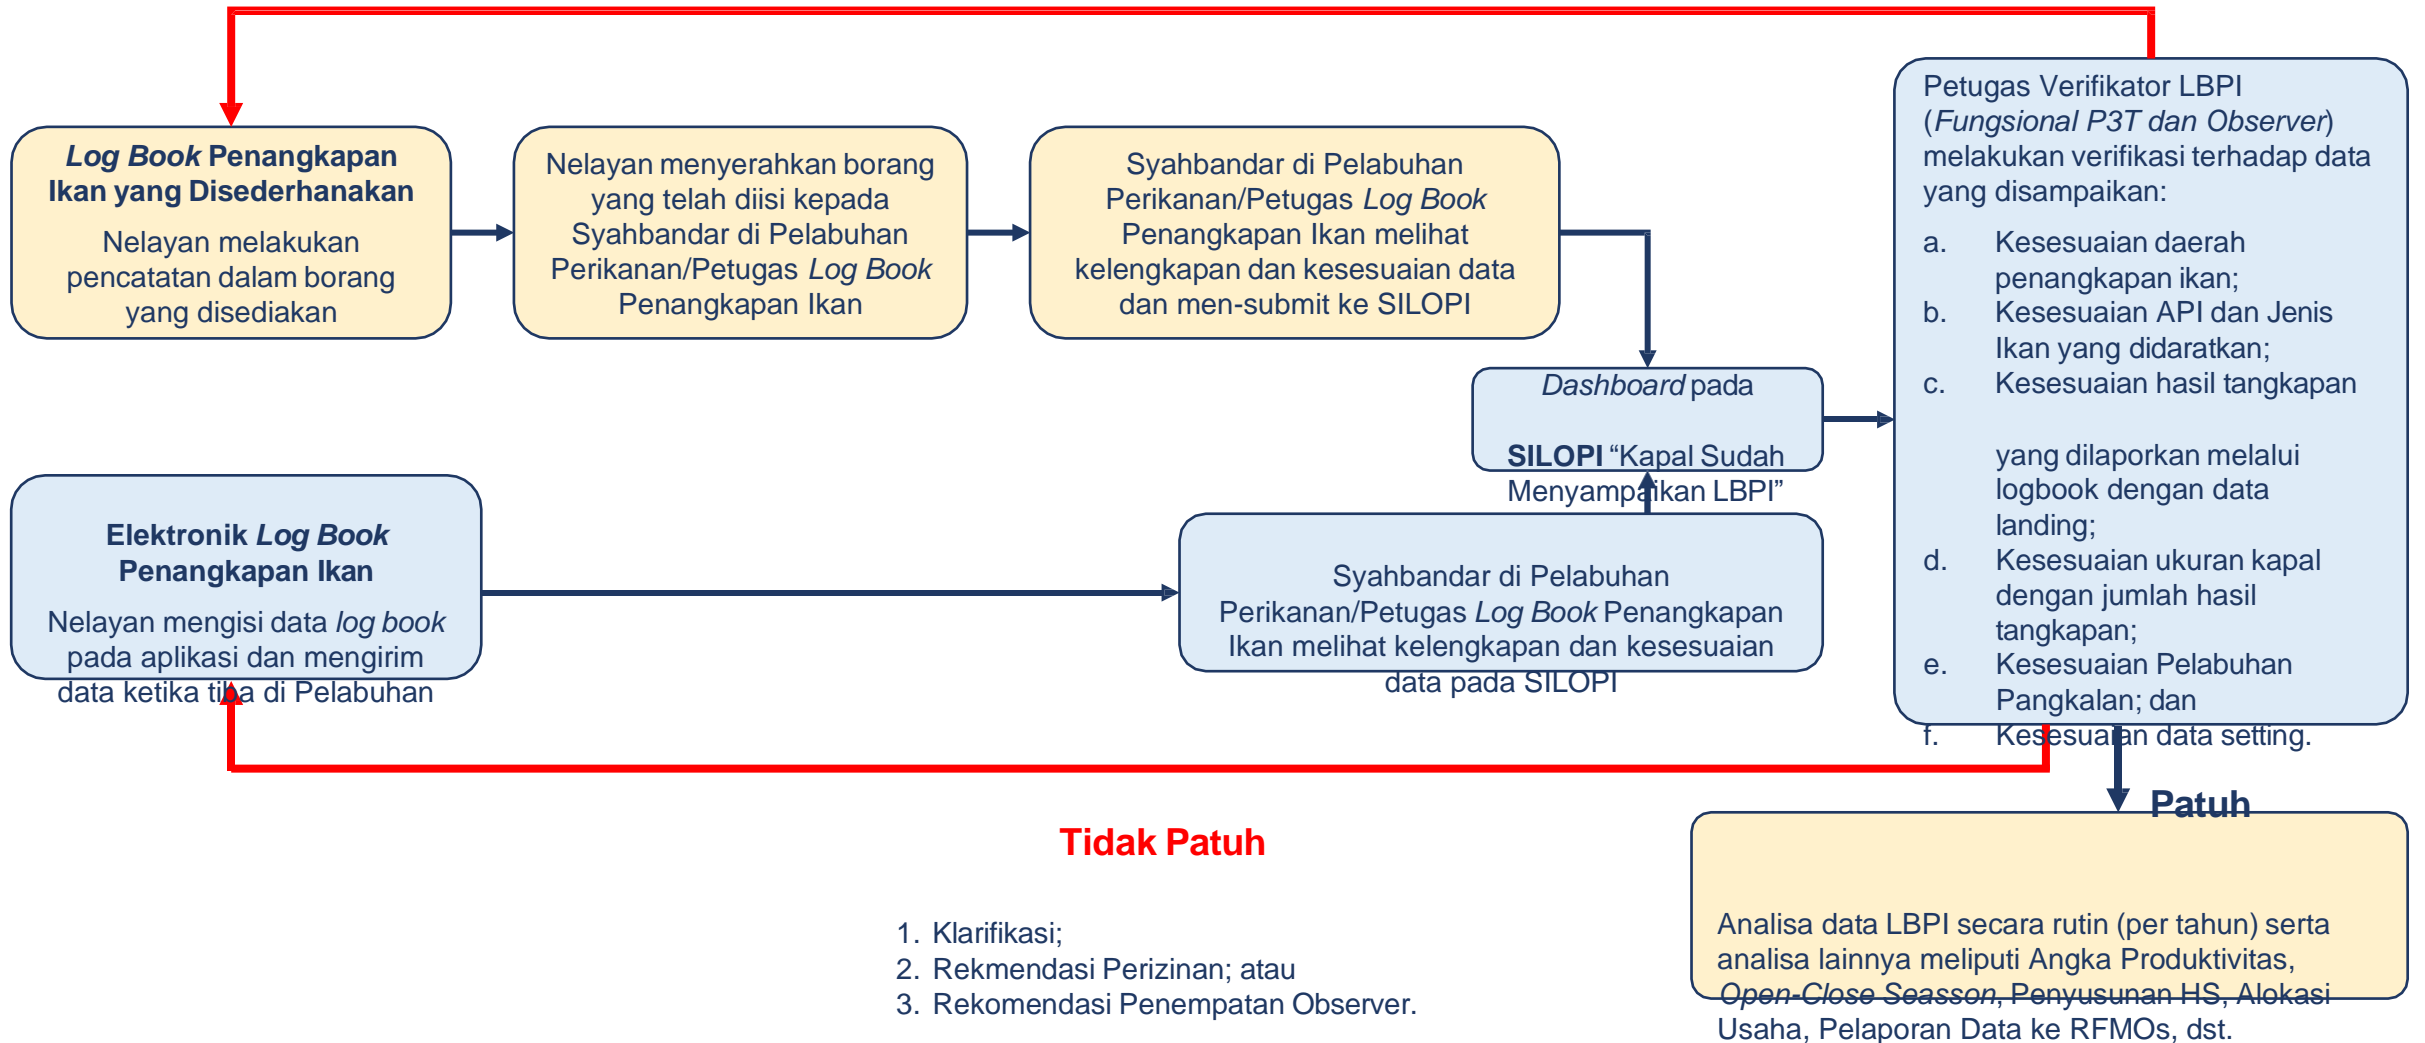 Log Book Penangkapan
Ikan yang Disederhanakan
Nelayan melakukan
pencatatan dalam borang
yang disediakan
Nelayan menyerahkan borang
yang telah diisi kepada
Syahbandar di Pelabuhan
Perikanan/Petugas Log Book
Penangkapan Ikan
Syahbandar di Pelabuhan
Perikanan/Petugas Log Book
Penangkapan Ikan melihat
kelengkapan dan kesesuaian data
dan men-submit ke SILOPI
Dashboard pada
SILOPI “Kapal Sudah
Menyampaikan LBPI”
Elektronik Log Book
Penangkapan Ikan
Nelayan mengisi data log book
pada aplikasi dan mengirim
data ketika tiba di Pelabuhan
Syahbandar di Pelabuhan
Perikanan/Petugas Log Book Penangkapan
Ikan melihat kelengkapan dan kesesuaian
data pada SILOPI
Petugas Verifikator LBPI
(Fungsional P3T dan Observer)
melakukan verifikasi terhadap data
yang disampaikan:
a. Kesesuaian daerah
penangkapan ikan;
b. Kesesuaian API dan Jenis
Ikan yang didaratkan;
c. Kesesuaian hasil tangkapan
yang dilaporkan melalui
logbook dengan data
landing;
d. Kesesuaian ukuran kapal
dengan jumlah hasil
tangkapan;
e. Kesesuaian Pelabuhan
Pangkalan; dan
f. Kesesuaian data setting.
Patuh
Tidak Patuh
1. Klarifikasi;
2. Rekmendasi Perizinan; atau
3. Rekomendasi Penempatan Observer.
Analisa data LBPI secara rutin (per tahun) serta
analisa lainnya meliputi Angka Produktivitas,
Open-Close Seasson, Penyusunan HS, Alokasi
Usaha, Pelaporan Data ke RFMOs, dst.